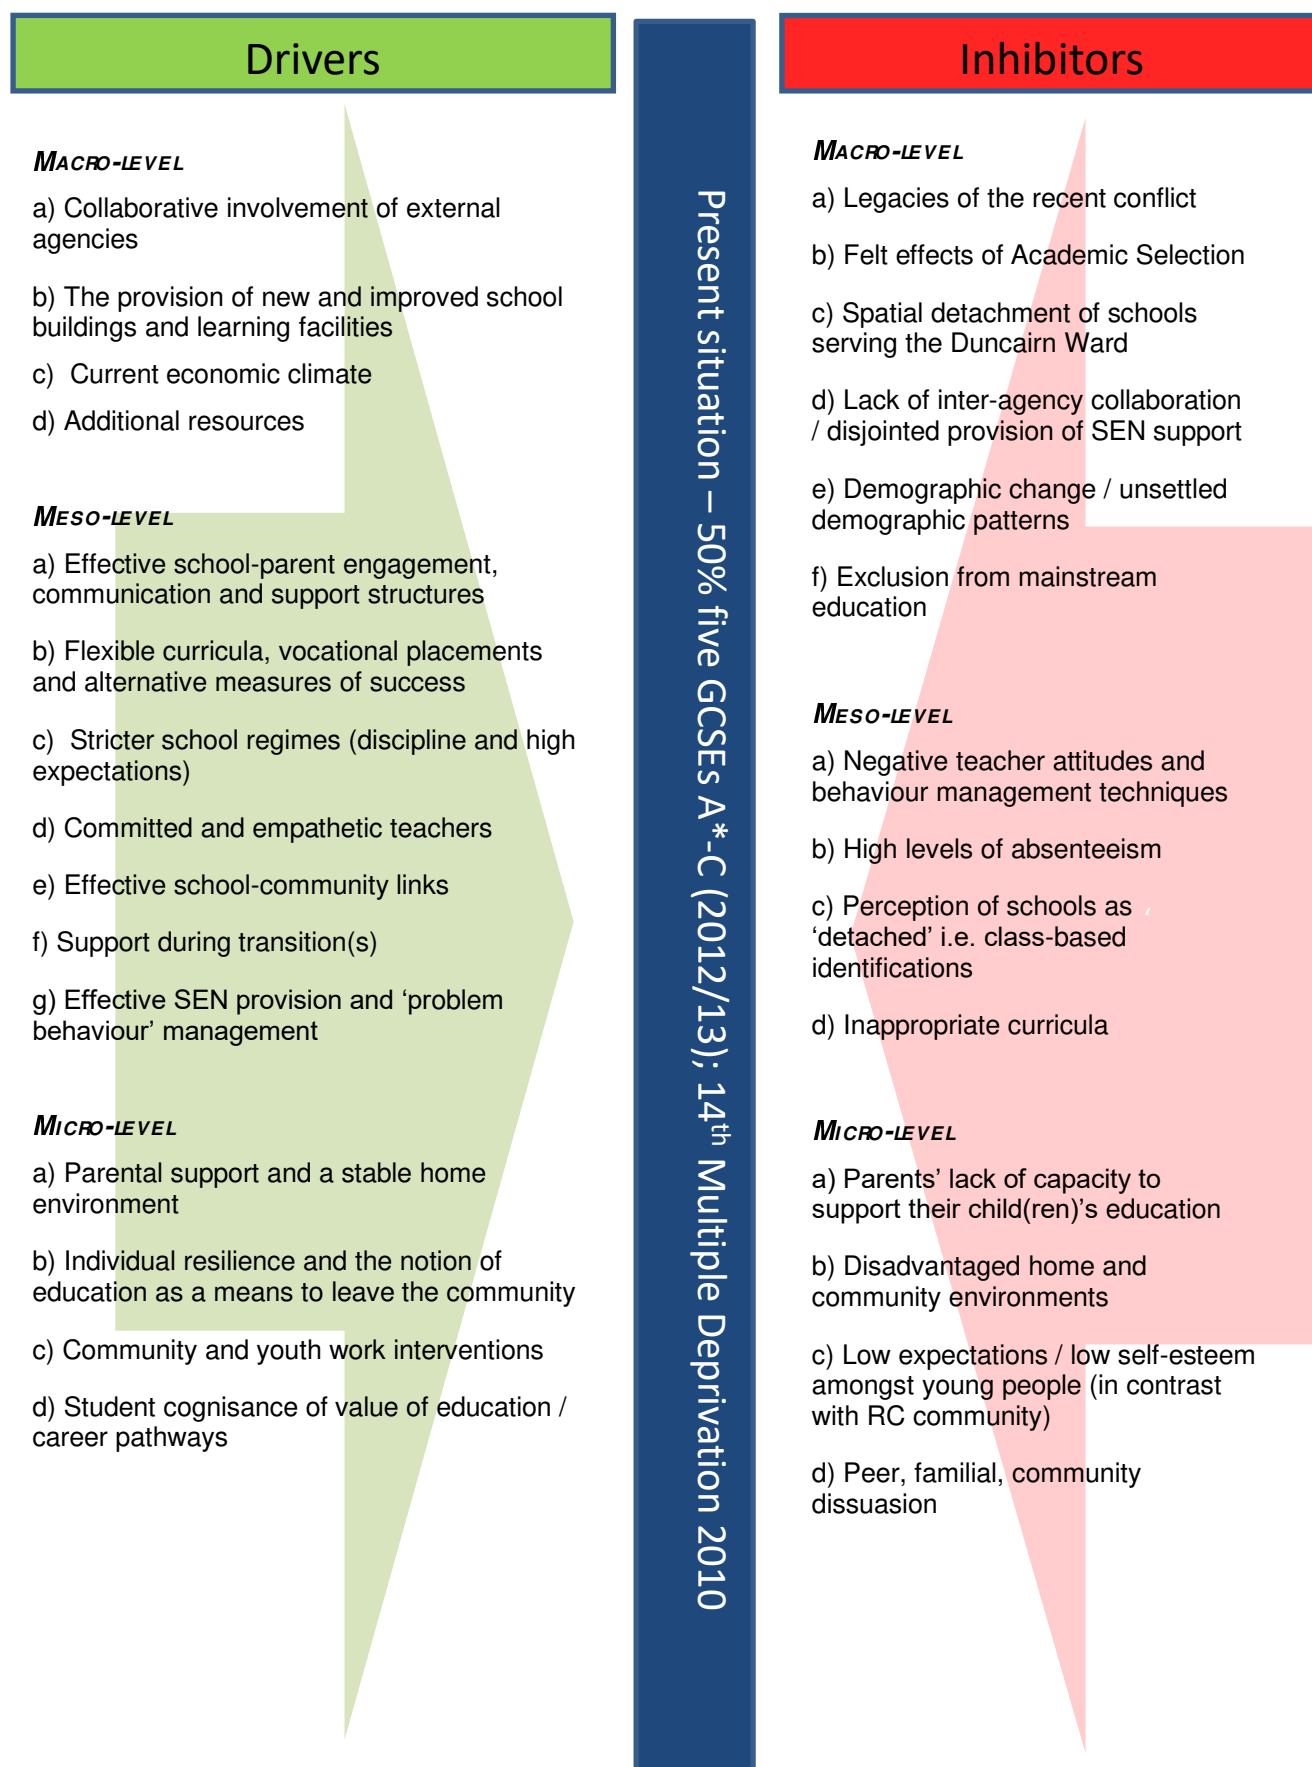 Drivers
MACRO-LEVEL
a) Collaborative involvement of external
agencies
b) The provision of new and improved school
buildings and learning facilities
c) Current economic climate
d) Additional resources
MESO-LEVEL
a) Effective school-parent engagement,
communication and support structures
b) Flexible curricula, vocational placements
and alternative measures of success
c) Stricter school regimes (discipline and high
expectations)
d) Committed and empathetic teachers
e) Effective school-community links
f) Support during transition(s)
g) Effective SEN provision and ‘problem
behaviour’ management
MICRO-LEVEL
a) Parental support and a stable home
environment
b) Individual resilience and the notion of
education as a means to leave the community
c) Community and youth work interventions
d) Student cognisance of value of education /
career pathways
Present situation – 50% five GCSEs A*-C (2012/13); 14th Multiple Deprivation 2010
Inhibitors
MACRO-LEVEL
a) Legacies of the recent conflict
b) Felt effects of Academic Selection
c) Spatial detachment of schools
serving the Duncairn Ward
d) Lack of inter-agency collaboration
/ disjointed provision of SEN support
e) Demographic change / unsettled
demographic patterns
f) Exclusion from mainstream
education
MESO-LEVEL
a) Negative teacher attitudes and
behaviour management techniques
b) High levels of absenteeism
c) Perception of schools as ‘
‘detached’ i.e. class-based
identifications
d) Inappropriate curricula
MICRO-LEVEL
a) Parents’ lack of capacity to
support their child(ren)’s education
b) Disadvantaged home and
community environments
c) Low expectations / low self-esteem
amongst young people (in contrast
with RC community)
d) Peer, familial, community
dissuasion